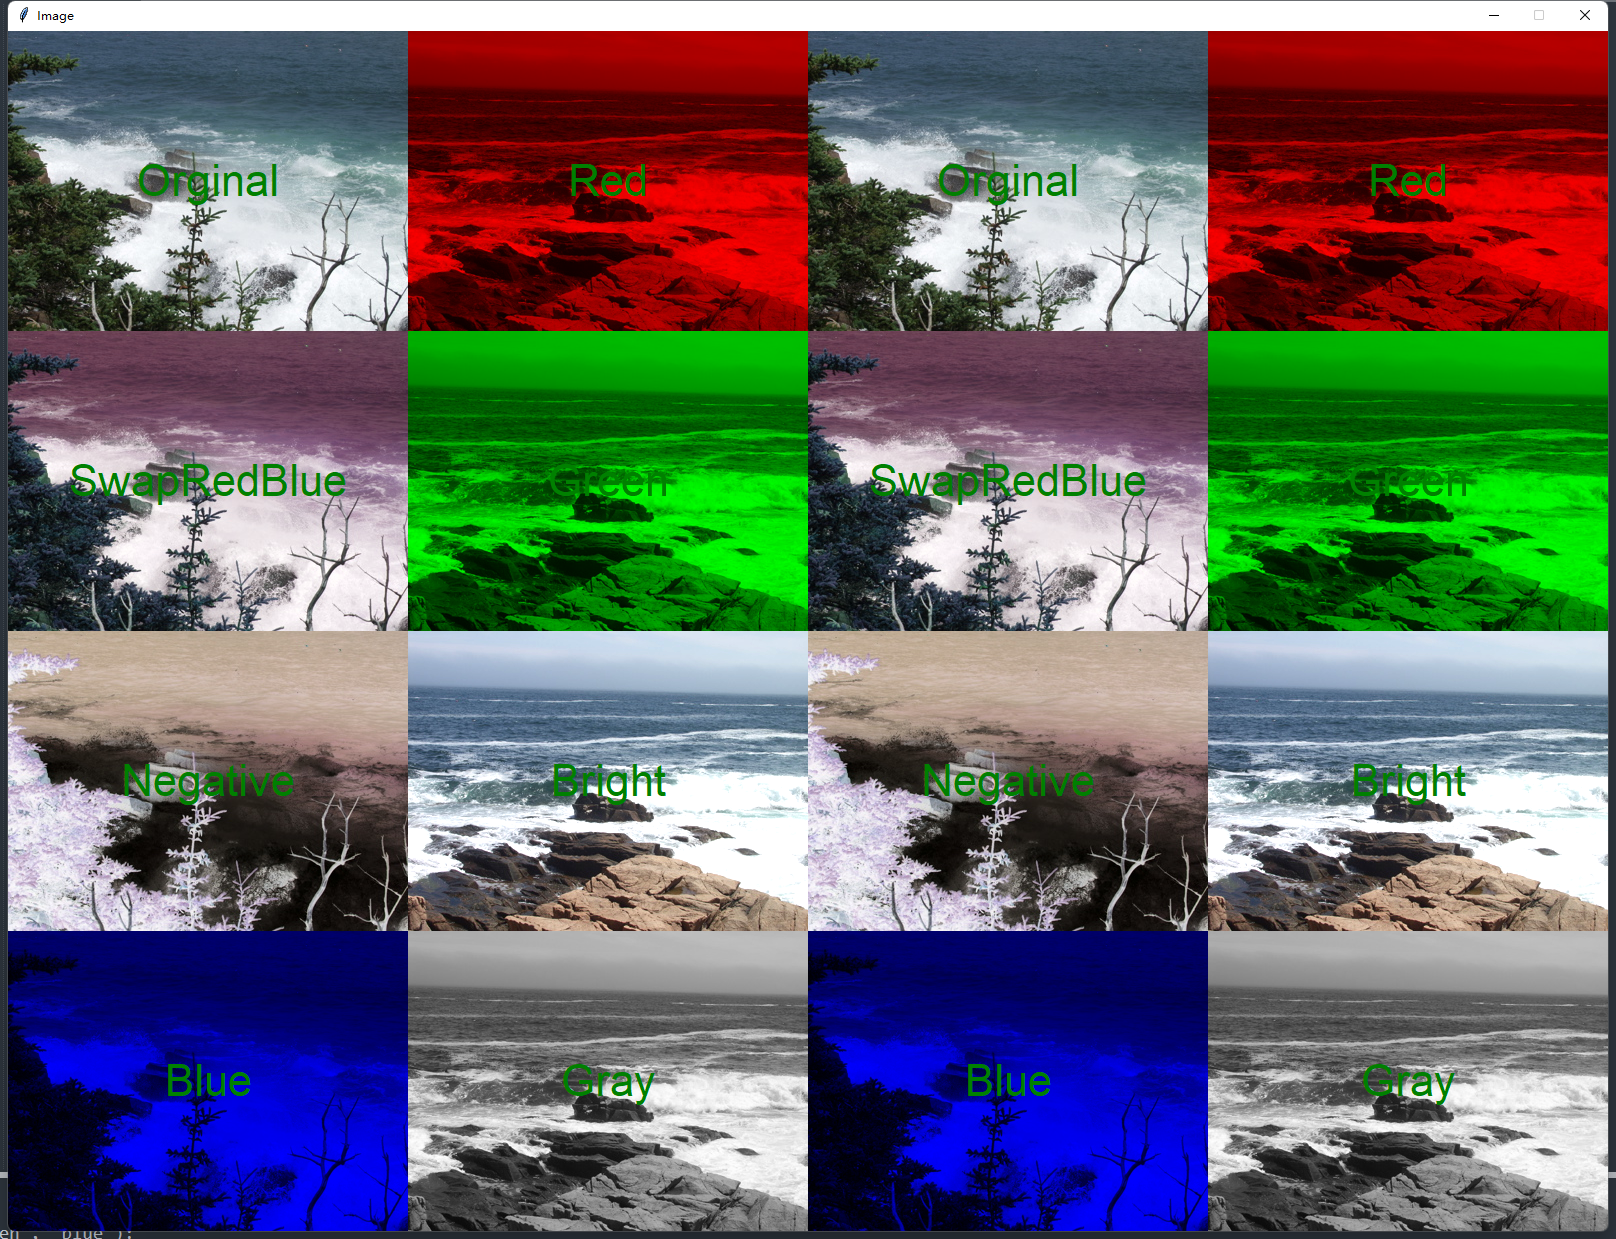 Image
Orginal
Red
Orginal
Red
SwapRedBlue
Green
SwapRedBlue
Green
Negative
Bright
Negative
Bright
Blue
Gray
Blue
Gray